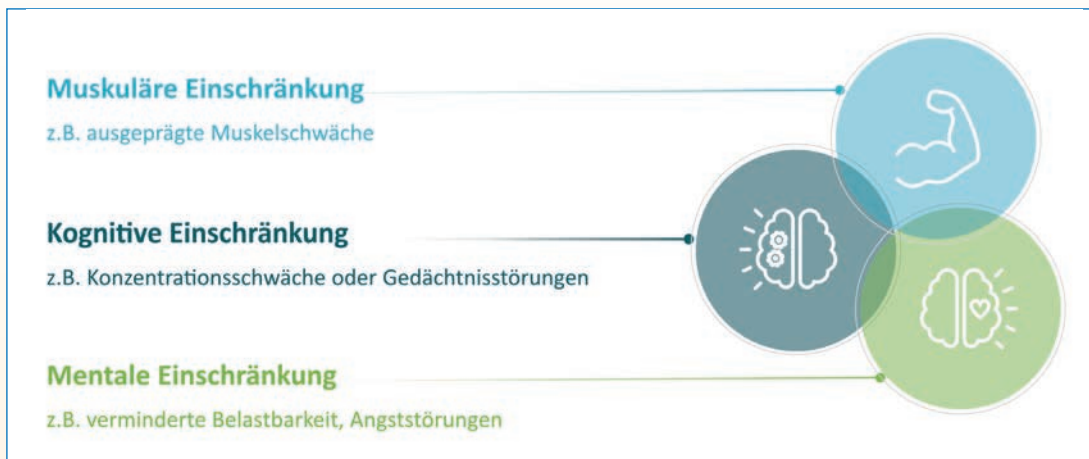 Muskuläre Einschränkung
z.B. ausgeprägte Muskelschwäche
Kognitive Einschränkung
z.B. Konzentrationsschwäche oder Gedächtnisstörungen
Mentale Einschränkung
z.B. verminderte Belastbarkeit, Angststörungen